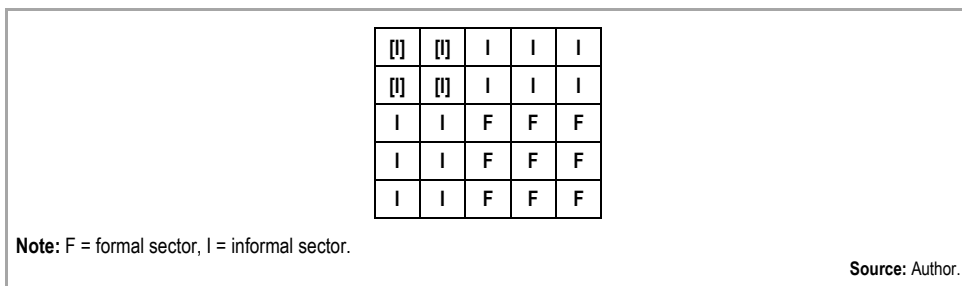 [I] [I] I I I
[I] [I] I I I
I I F F F
I I F F F
I I F F F
Note: F = formal sector, I = informal sector.
Source: Author.